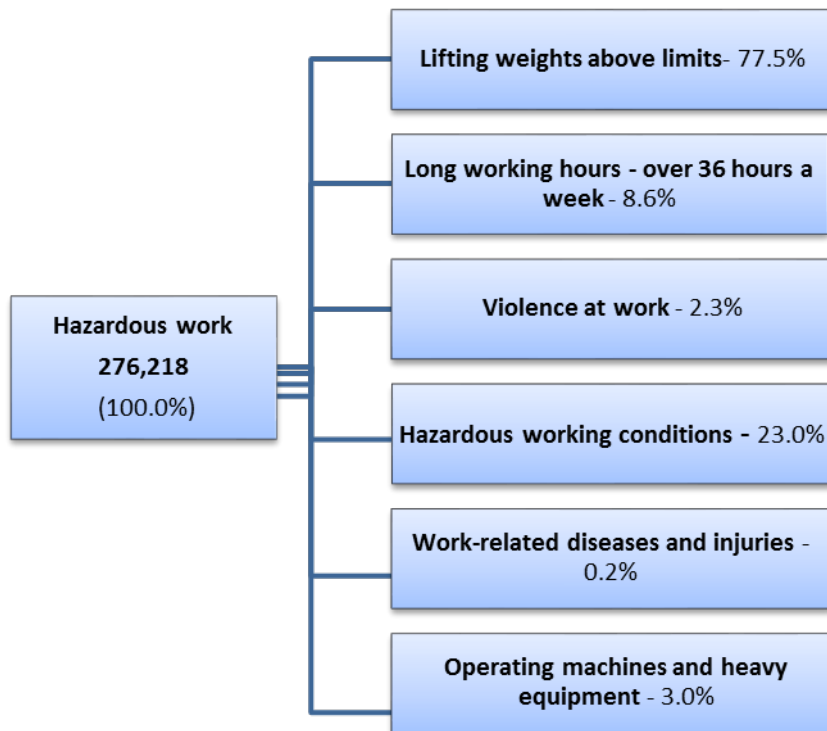 Lifting weights above limits- 77.5%
Long working hours - over 36 hours a
week - 8.6%
Violence at work - 2.3%
Hazardous work
276,218
(100.0%)
Hazardous working conditions - 23.0%
Work-related diseases and injuries -
0.2%
Operating machines and heavy
equipment - 3.0%